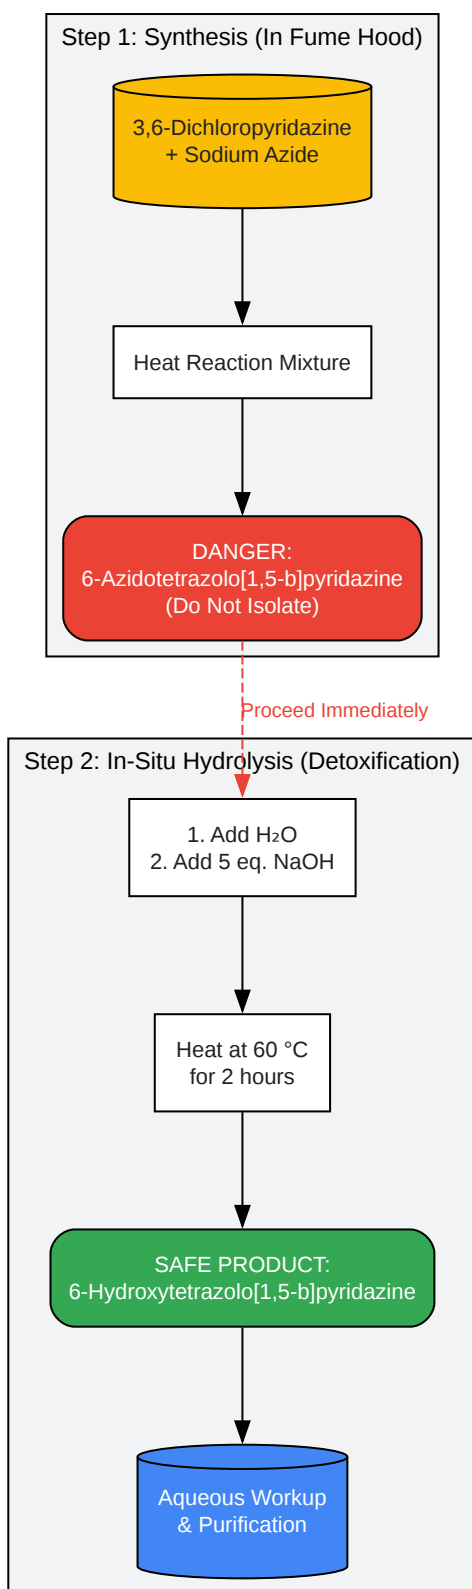 Step 1: Synthesis (In Fume Hood)
3,6-Dichloropyridazine
+ Sodium Azide
Heat Reaction Mixture
DANGER:
6-Azidotetrazolo[1,5-b]pyridazine
(Do Not Isolate)
Proceed Immediately
Step 2: In-Situ Hydrolysis (Detoxification)
1. Add H₂O
2. Add 5 eq. NaOH
Heat at 60 °C
for 2 hours
SAFE PRODUCT:
6-Hydroxytetrazolo[1,5-b]pyridazine
Aqueous Workup
& Purification